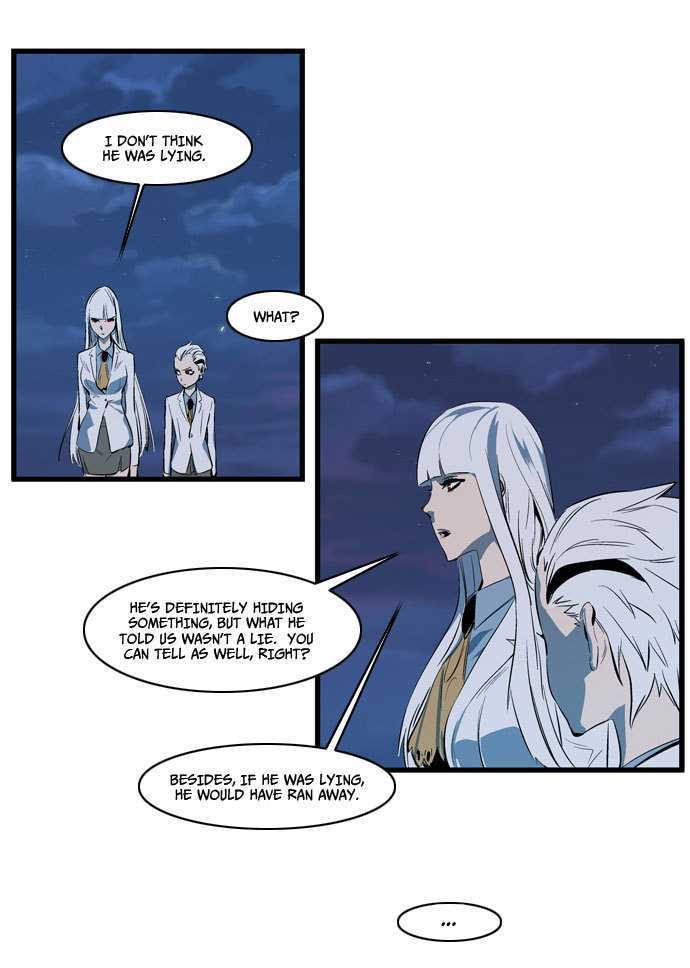 I DON'T THINK
HE WAS LYING.
WHAT?
HE'S DEFINITELY HIDING
SOMETHING, BUT WHAT HE
TOLD US WASN'T A LIE. YOU
CAN TELL AS WELL, RIGHT?
BESIDES, IF HE WAS LYING,
HE WOULD HAVE RAN AWAY.
...